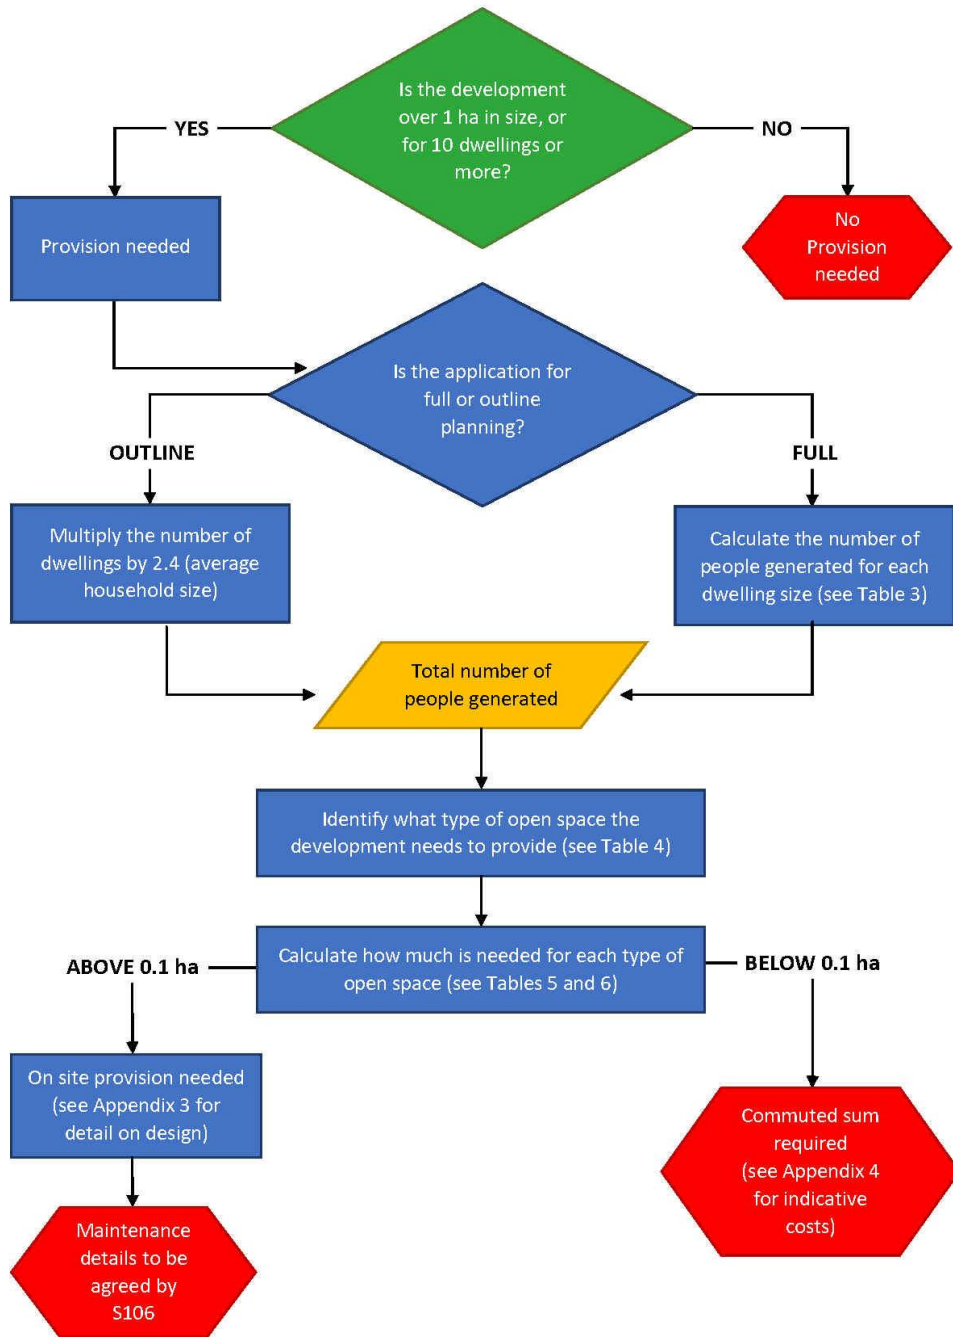 Is the development
over 1 ha in size, or
for 10 dwellings or
more?
YES
NO
Provision needed
No
Provision
needed
Is the application for
full or outline
planning?
OUTLINE
FULL
Multiply the number of
dwellings by 2.4 (average
household size)
Calculate the number of
people generated for each
dwelling size (see Table 3)
Total number of
people generated
Identify what type of open space the
development needs to provide (see Table 4)
Calculate how much is needed for each type of
open space (see Tables 5 and 6)
ABOVE 0.1 ha
BELOW 0.1 ha
On site provision needed
(see Appendix 3 for
detail on design)
Commuted sum
required
(see Appendix 4
for indicative
costs)
Maintenance
details to be
agreed by
S106